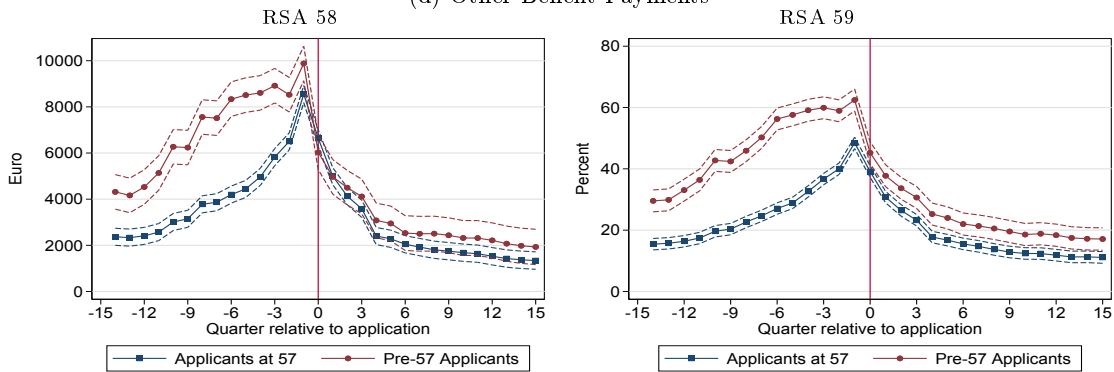 (d) Other Benefit Payments
RSA 58
RSA 59
10000
8000
6000
4000
2000
0
Euro
-15 -12 -9 -6 -3 0 3 6 9 12 15
Quarter relative to application
Applicants at 57
Pre-57 Applicants
80
60
40
20
0
Percent
-15 -12 -9 -6 -3 0 3 6 9 12 15
Quarter relative to application
Applicants at 57
Pre-57 Applicants